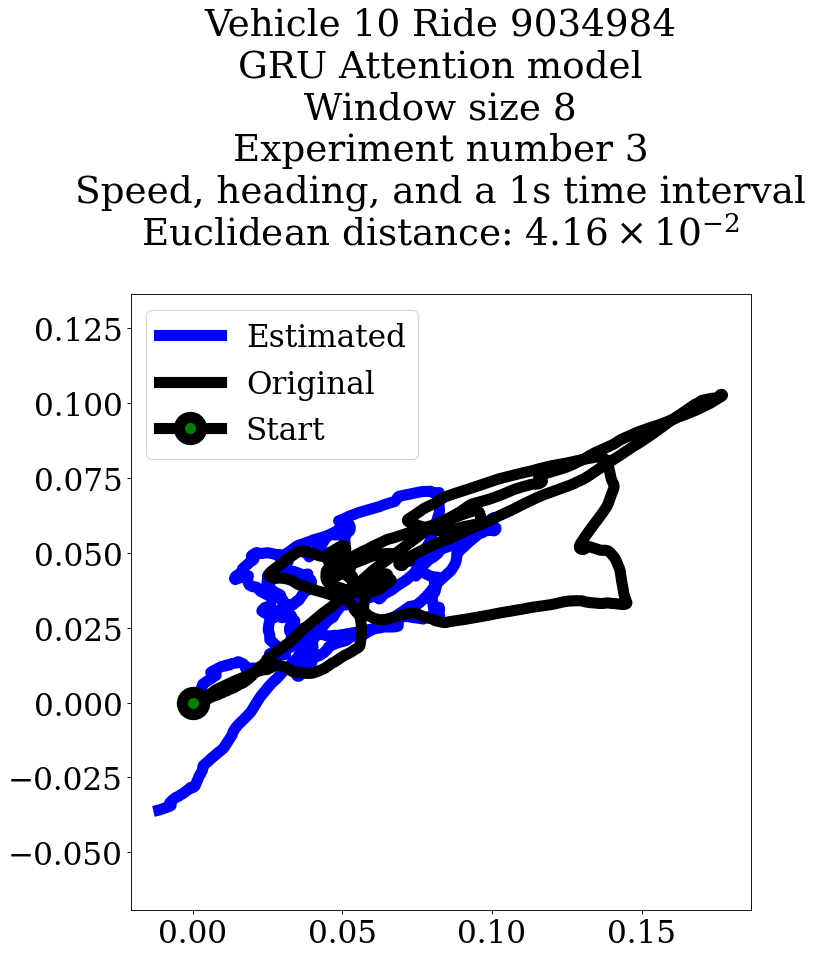 Vehicle 10 Ride 9034984
GRU Attention model
Window size 8
Experiment number 3
Speed, heading, and a 1s time interval
Euclidean distance: 4.16 × 10⁻²
Estimated
Original
Start
0.125
0.100
0.075
0.050
0.025
0.000
−0.025
−0.050
0.00 0.05 0.10 0.15